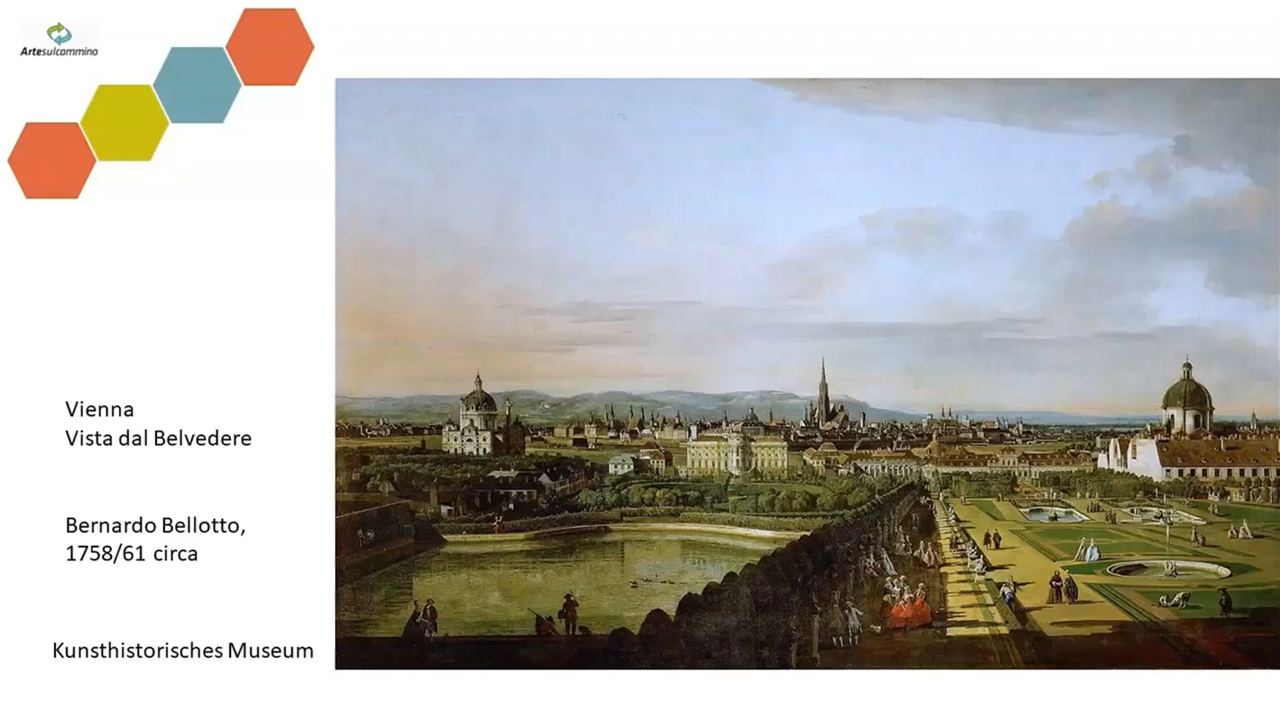 Artesulcammino
Vienna
Vista dal Belvedere
Bernardo Bellotto,
1758/61 circa
Kunsthistorisches Museum